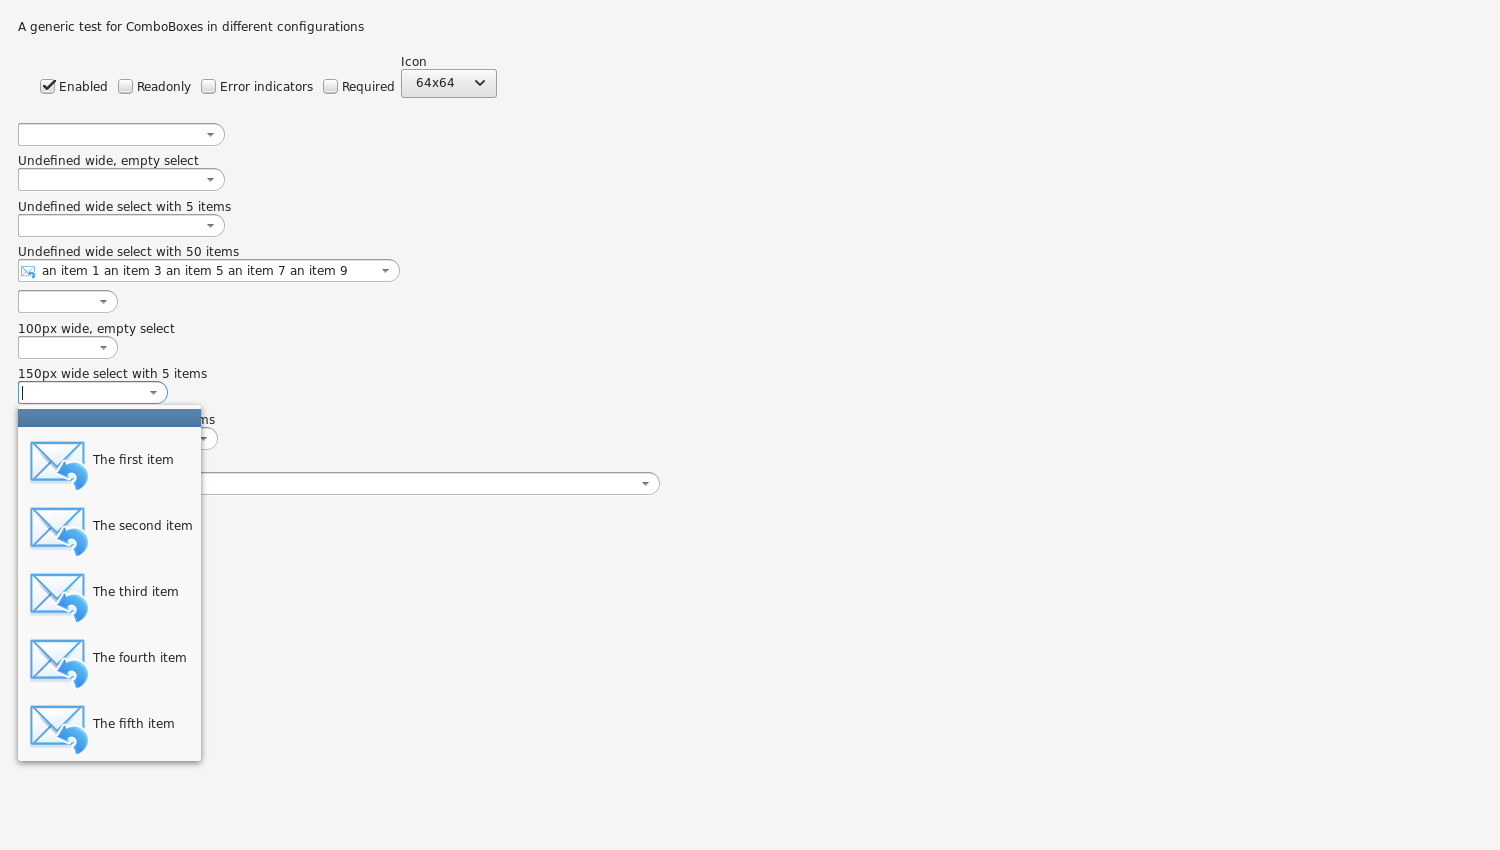 A generic test for ComboBoxes in different configurations
Icon
Enabled Readonly Error indicators Required 64x64
Undefined wide, empty select
Undefined wide select with 5 items
Undefined wide select with 50 items
an item 1 an item 3 an item 5 an item 7 an item 9
100px wide, empty select
150px wide select with 5 items
The first item
The second item
The third item
The fourth item
The fifth item